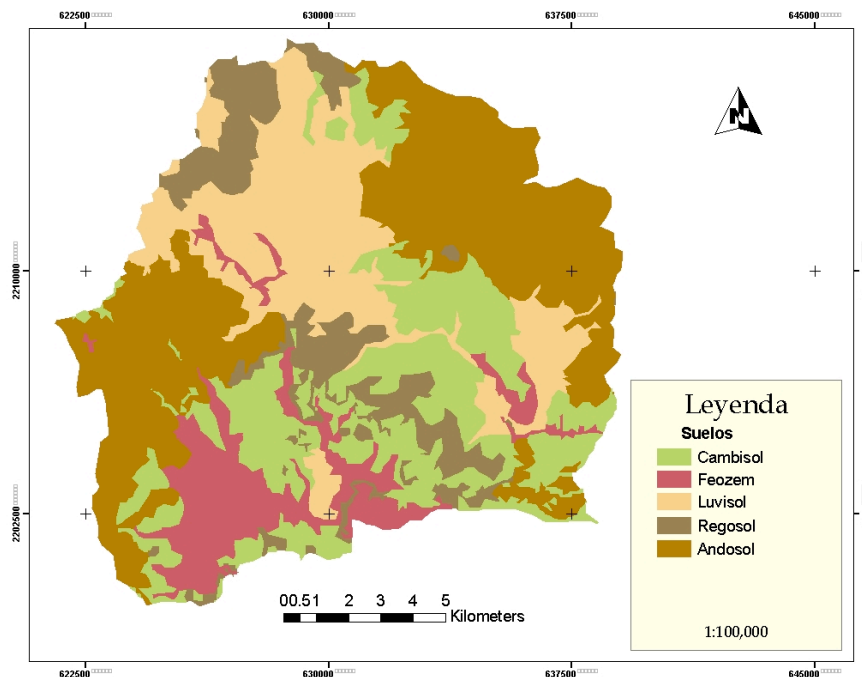 622500 630000 637500 645000
N
2210000
2202500
Leyenda
Suelos
Cambisol
Feozem
Luvisol
Regosol
Andosol
1:100,000
00.51 2 3 4 5
Kilometers
622500 630000 637500 645000